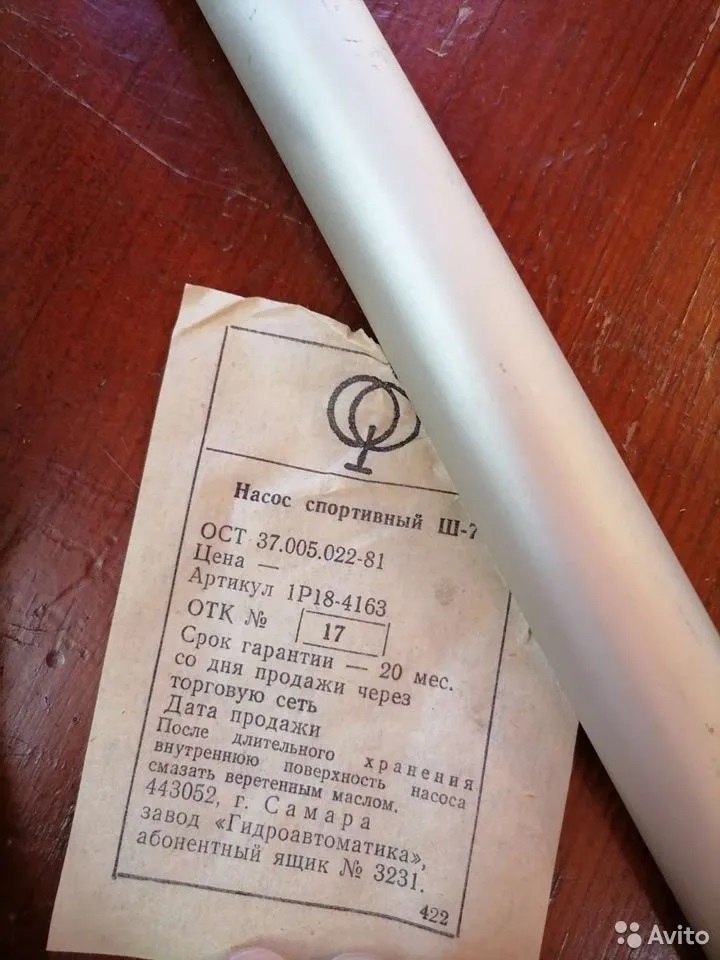 Насос спортивный Ш-7
ОСТ 37.005.022-81
Цена —
Артикул 1Р18-4163
ОТК № 17
Срок гарантии — 20 мес.
со дня продажи через
торговую сеть
Дата продажи
После длительного хранения
внутреннюю поверхность насоса
смазать веретенным маслом.
443052, г. Самара
завод «Гидроавтоматика»,
абонентный ящик № 3231.
422
Avito